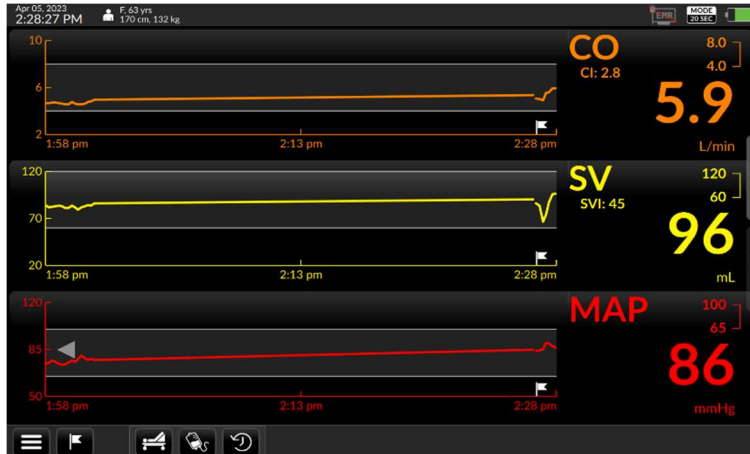 Apr 05, 2023
2:28:27 PM
F, 63 yrs
170 cm, 132 kg
EMR
MODE
20 SEC
10
6
2
1:58 pm
2:13 pm
2:28 pm
CO
CI: 2.8
8.0
4.0
5.9
L/min
120
70
20
1:58 pm
2:13 pm
2:28 pm
SV
SVI: 45
120
60
96
mL
120
85
50
1:58 pm
2:13 pm
2:28 pm
MAP
100
65
86
mmHg